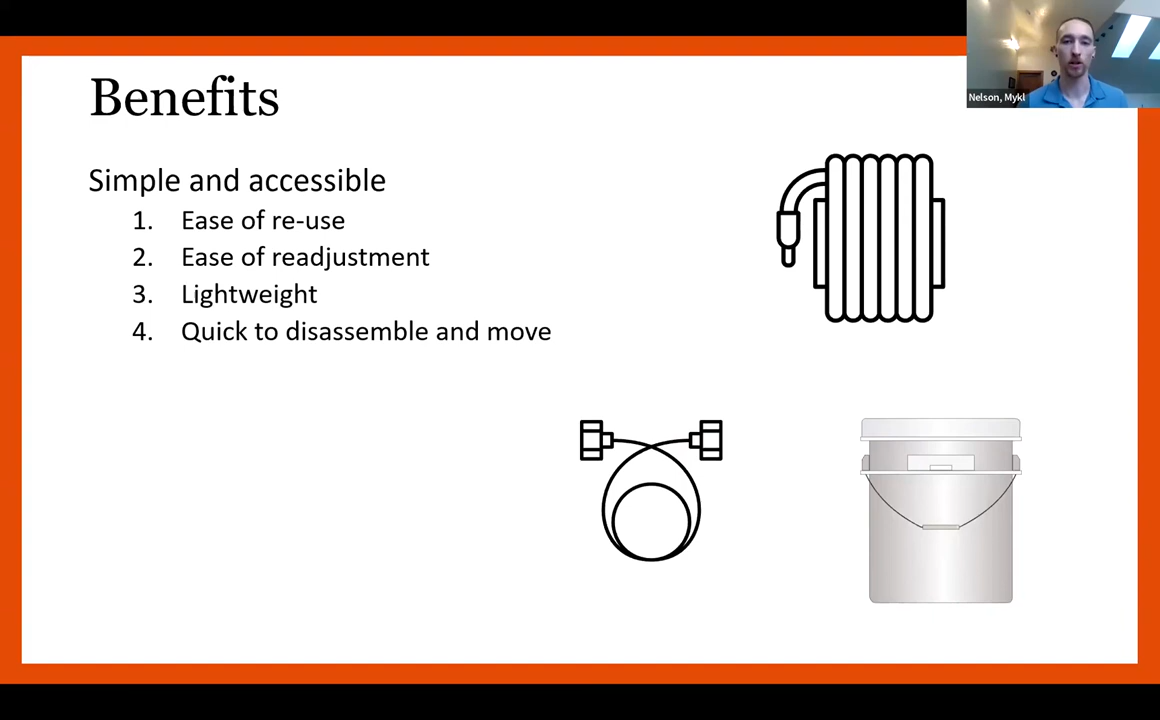 Benefits
Nelson, Mykl
Simple and accessible
1. Ease of re-use
2. Ease of readjustment
3. Lightweight
4. Quick to disassemble and move